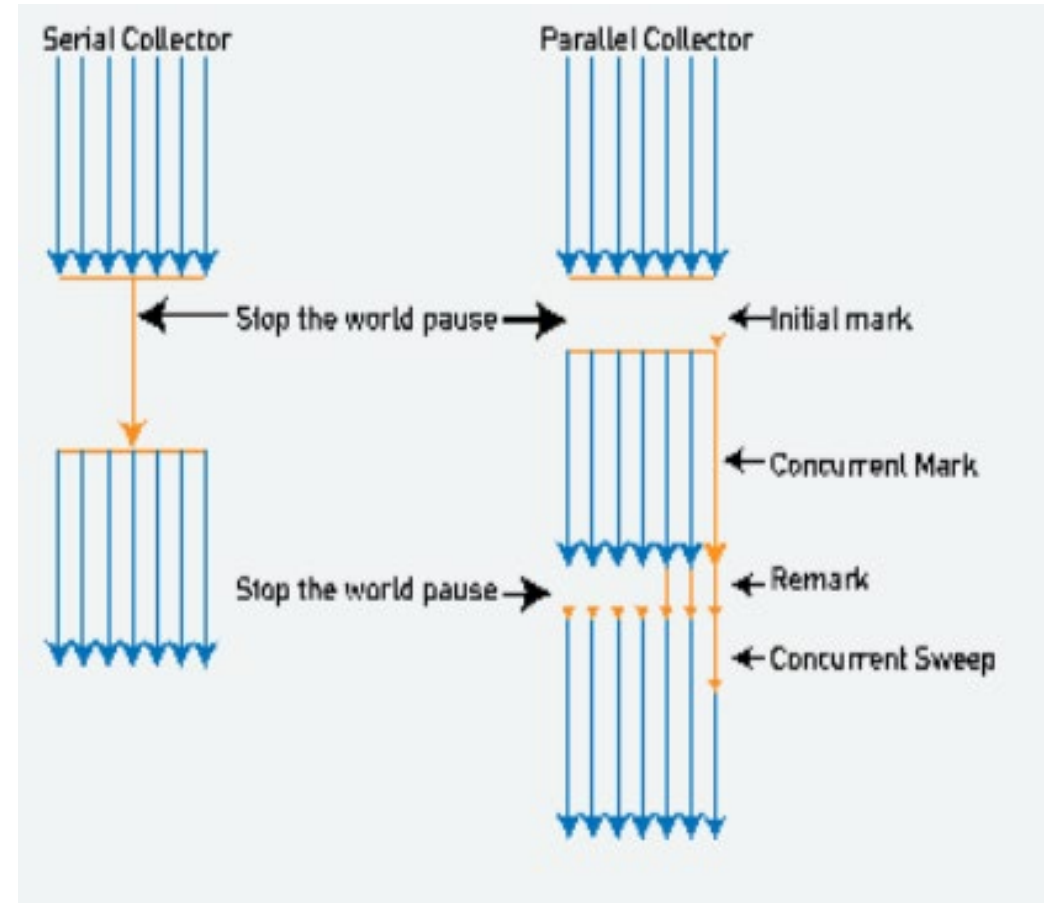 Serial Collector
Parallel Collector
Stop the world pause
Initial mark
Concurrent Mark
Stop the world pause
Remark
Concurrent Sweep